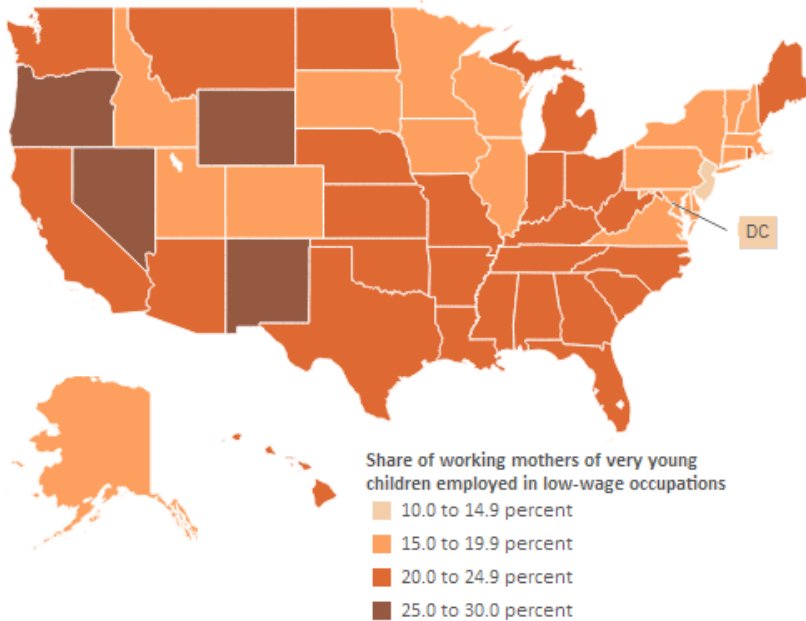 DC
Share of working mothers of very young
children employed in low-wage occupations
10.0 to 14.9 percent
15.0 to 19.9 percent
20.0 to 24.9 percent
25.0 to 30.0 percent